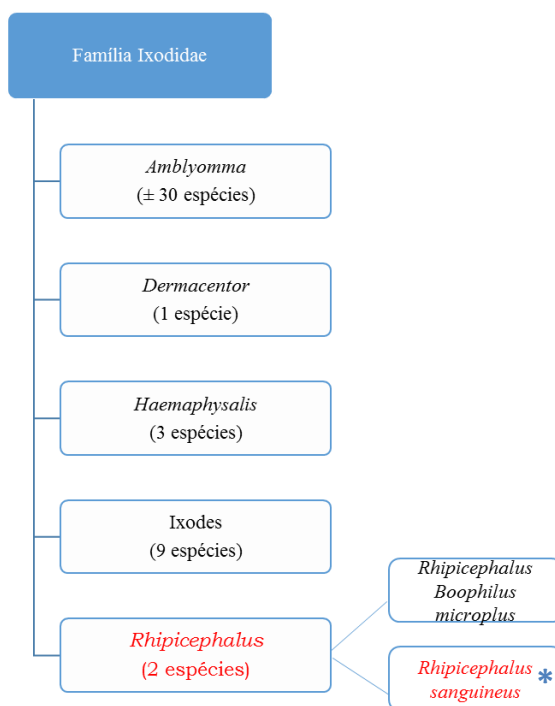 Família Ixodidae
Amblyomma
(± 30 espécies)
Dermacentor
(1 espécie)
Haemaphysalis
(3 espécies)
Ixodes
(9 espécies)
Rhipicephalus
(2 espécies)
Rhipicephalus
Boophilus
microplus
Rhipicephalus
sanguineus *